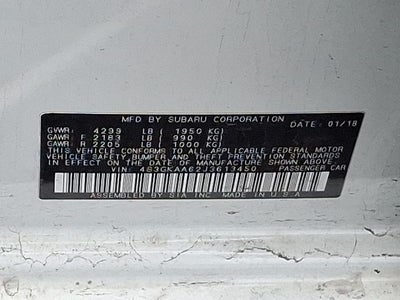 MFD BY SUBARU CORPORATION DATE: 01/18
GVWR: 4299 LB ( 1950 KG)
GAWR: F 2183 LB ( 990 KG)
GAWR: R 2205 LB ( 1000 KG)
THIS VEHICLE CONFORMS TO ALL APPLICABLE FEDERAL MOTOR
VEHICLE SAFETY, BUMPER AND THEFT PREVENTION STANDARDS
IN EFFECT ON THE DATE OF MANUFACTURE SHOWN ABOVE.
VIN: 4S3GKAA62J3613450 PASSENGER CAR
ASSEMBLED BY SIA INC. MADE IN U.S.A